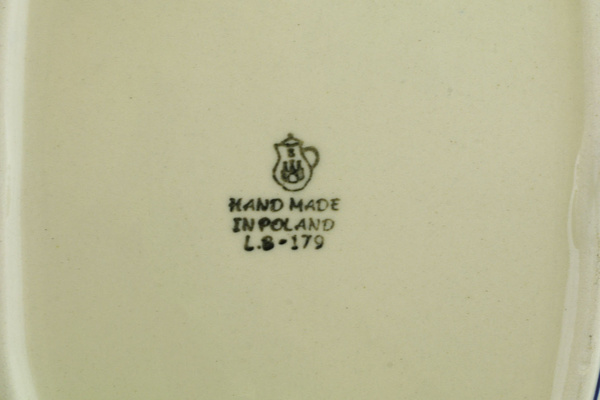 B
HAND MADE
IN POLAND
L.B-179